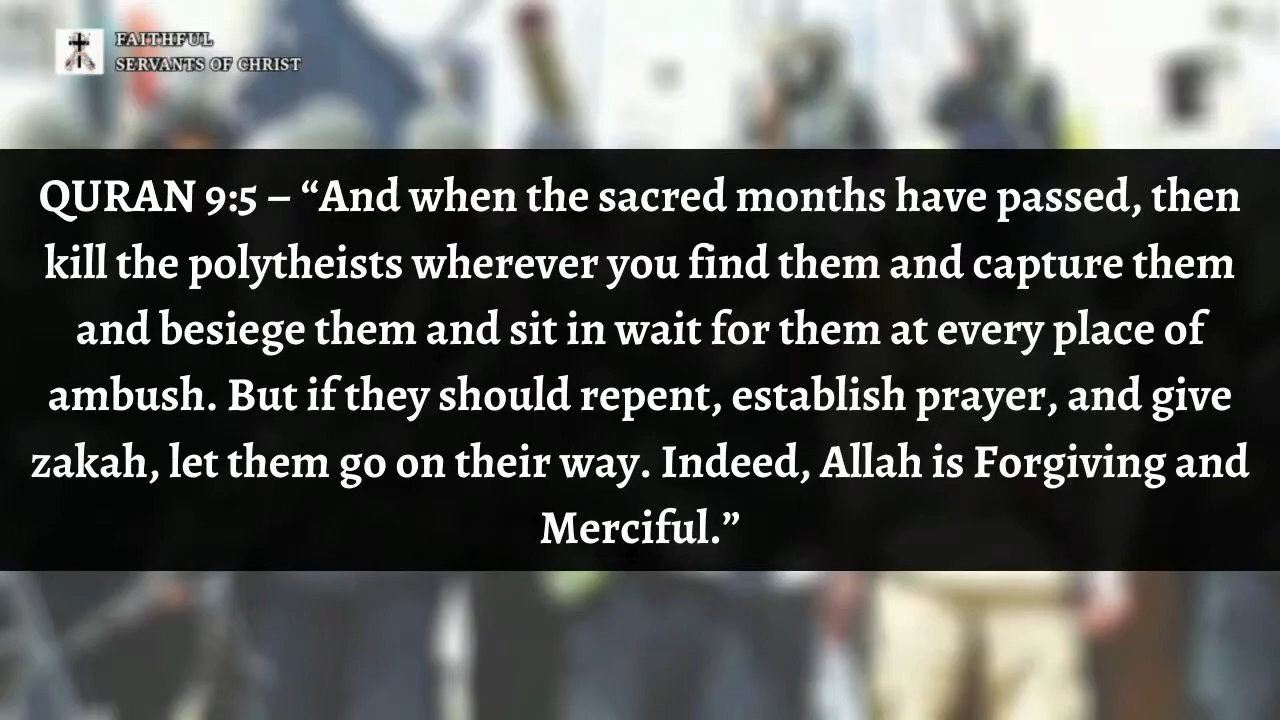 FAITHFUL
SERVANTS OF CHRIST
QURAN 9:5 – “And when the sacred months have passed, then
kill the polytheists wherever you find them and capture them
and besiege them and sit in wait for them at every place of
ambush. But if they should repent, establish prayer, and give
zakah, let them go on their way. Indeed, Allah is Forgiving and
Merciful.”